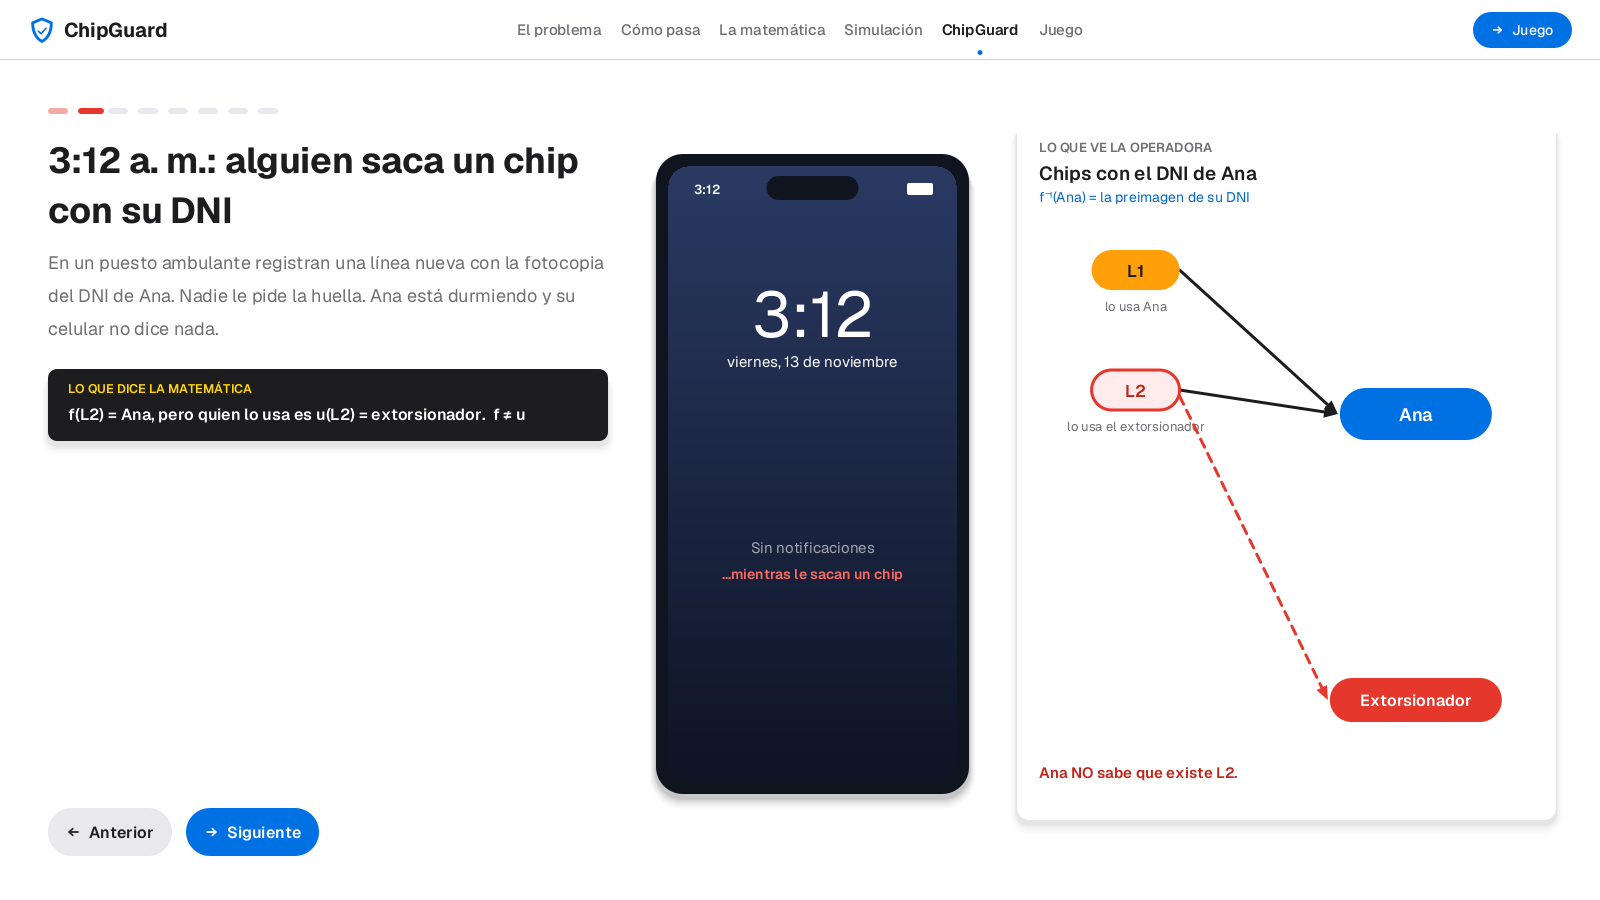 ChipGuard
El problema
Cómo pasa
La matemática
Simulación
ChipGuard
Juego
→ Juego
3:12 a. m.: alguien saca un chip
con su DNI
En un puesto ambulante registran una línea nueva con la fotocopia
del DNI de Ana. Nadie le pide la huella. Ana está durmiendo y su
celular no dice nada.
LO QUE DICE LA MATEMÁTICA
f(L2) = Ana, pero quien lo usa es u(L2) = extorsionador. f ≠ u
← Anterior
→ Siguiente
3:12
3:12
viernes, 13 de noviembre
Sin notificaciones
...mientras le sacan un chip
LO QUE VE LA OPERADORA
Chips con el DNI de Ana
f⁻¹(Ana) = la preimagen de su DNI
L1
lo usa Ana
L2
lo usa el extorsionador
Ana
Extorsionador
Ana NO sabe que existe L2.